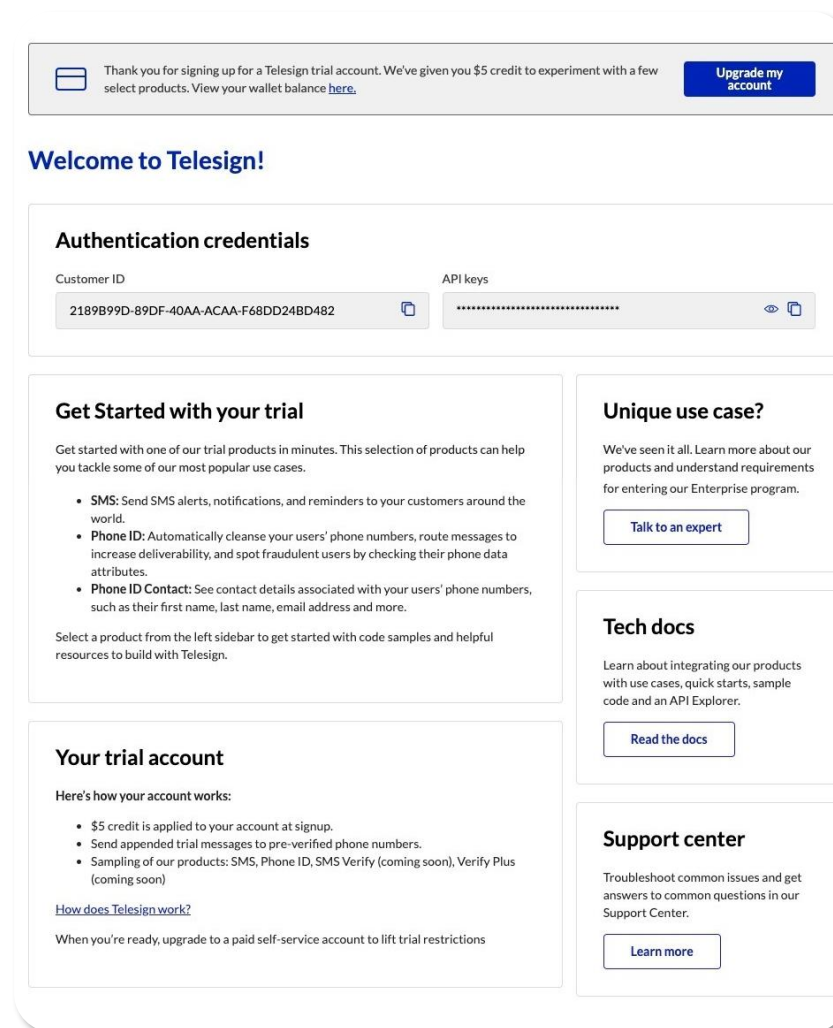 Thank you for signing up for a Telesign trial account. We've given you $5 credit to experiment with a few
select products. View your wallet balance here.
Upgrade my
account
Welcome to Telesign!
Authentication credentials
Customer ID
API keys
2189B99D-89DF-40AA-ACAA-F68DD24BD482
**********************************
Get Started with your trial
Get started with one of our trial products in minutes. This selection of products can help
you tackle some of our most popular use cases.
• SMS: Send SMS alerts, notifications, and reminders to your customers around the
world.
• Phone ID: Automatically cleanse your users' phone numbers, route messages to
increase deliverability, and spot fraudulent users by checking their phone data
attributes.
• Phone ID Contact: See contact details associated with your users' phone numbers,
such as their first name, last name, email address and more.
Select a product from the left sidebar to get started with code samples and helpful
resources to build with Telesign.
Unique use case?
We've seen it all. Learn more about our
products and understand requirements
for entering our Enterprise program.
Talk to an expert
Tech docs
Learn about integrating our products
with use cases, quick starts, sample
code and an API Explorer.
Read the docs
Your trial account
Here's how your account works:
• $5 credit is applied to your account at signup.
• Send appended trial messages to pre-verified phone numbers.
• Sampling of our products: SMS, Phone ID, SMS Verify (coming soon), Verify Plus
(coming soon)
How does Telesign work?
When you're ready, upgrade to a paid self-service account to lift trial restrictions
Support center
Troubleshoot common issues and get
answers to common questions in our
Support Center.
Learn more